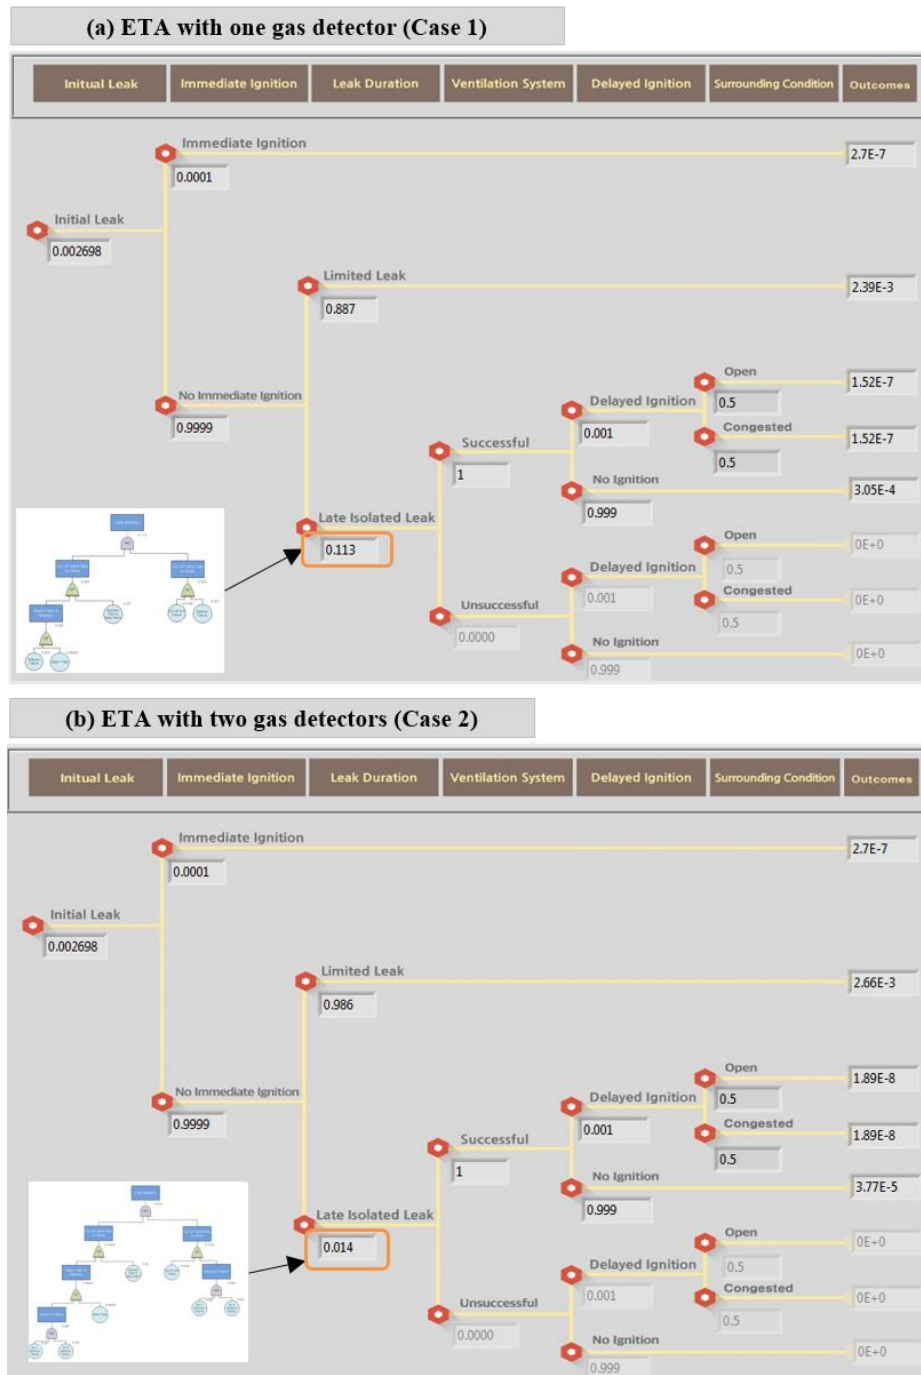 (a) ETA with one gas detector (Case 1)
Initual Leak Immediate Ignition Leak Duration Ventilation System Delayed Ignition Surrounding Condition Outcomes
Immediate Ignition
2.7E-7
0.0001
Initial Leak
0.002698
Limited Leak
2.39E-3
0.887
Open
1.52E-7
No Immediate Ignition
Delayed Ignition
0.5
0.9999
0.001
Congested
1.52E-7
Successful
0.5
1
No Ignition
3.05E-4
0.999
Late Isolated Leak
0.113
Open
0E+0
Delayed Ignition
0.5
0.001
Congested
0E+0
Unsuccessful
0.5
0.0000
No Ignition
0E+0
0.999
(b) ETA with two gas detectors (Case 2)
Initual Leak Immediate Ignition Leak Duration Ventilation System Delayed Ignition Surrounding Condition Outcomes
Immediate Ignition
2.7E-7
0.0001
Initial Leak
0.002698
Limited Leak
2.66E-3
0.986
Open
1.89E-8
No Immediate Ignition
Delayed Ignition
0.5
0.9999
0.001
Congested
1.89E-8
Successful
0.5
1
No Ignition
3.77E-5
0.999
Late Isolated Leak
0.014
Open
0E+0
Delayed Ignition
0.5
0.001
Congested
0E+0
Unsuccessful
0.5
0.0000
No Ignition
0E+0
0.999